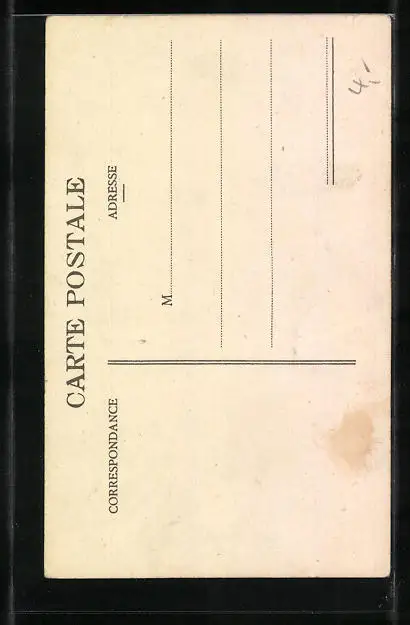 CARTE POSTALE
CORRESPONDANCE
ADRESSE
M
4,-